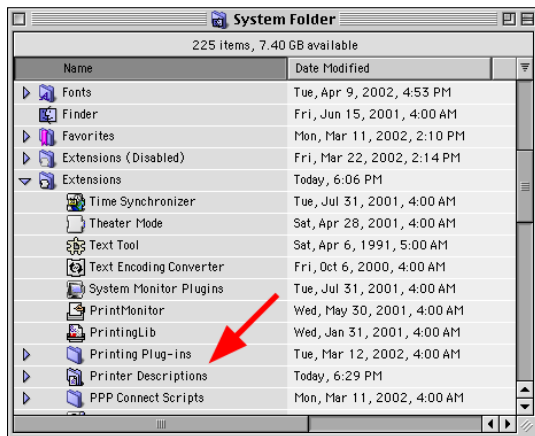 System Folder
225 items, 7.40 GB available
Name Date Modified
Fonts Tue, Apr 9, 2002, 4:53 PM
Finder Fri, Jun 15, 2001, 4:00 AM
Favorites Mon, Mar 11, 2002, 2:10 PM
Extensions (Disabled) Fri, Mar 22, 2002, 2:14 PM
Extensions Today, 6:06 PM
Time Synchronizer Tue, Jul 31, 2001, 4:00 AM
Theater Mode Sat, Apr 28, 2001, 4:00 AM
Text Tool Sat, Apr 6, 1991, 5:00 AM
Text Encoding Converter Fri, Oct 6, 2000, 4:00 AM
System Monitor Plugins Tue, Jul 31, 2001, 4:00 AM
PrintMonitor Wed, May 30, 2001, 4:00 AM
PrintingLib Wed, Jan 31, 2001, 4:00 AM
Printing Plug-ins Tue, Mar 12, 2002, 4:00 AM
Printer Descriptions Today, 6:29 PM
PPP Connect Scripts Mon, Mar 11, 2002, 4:00 AM